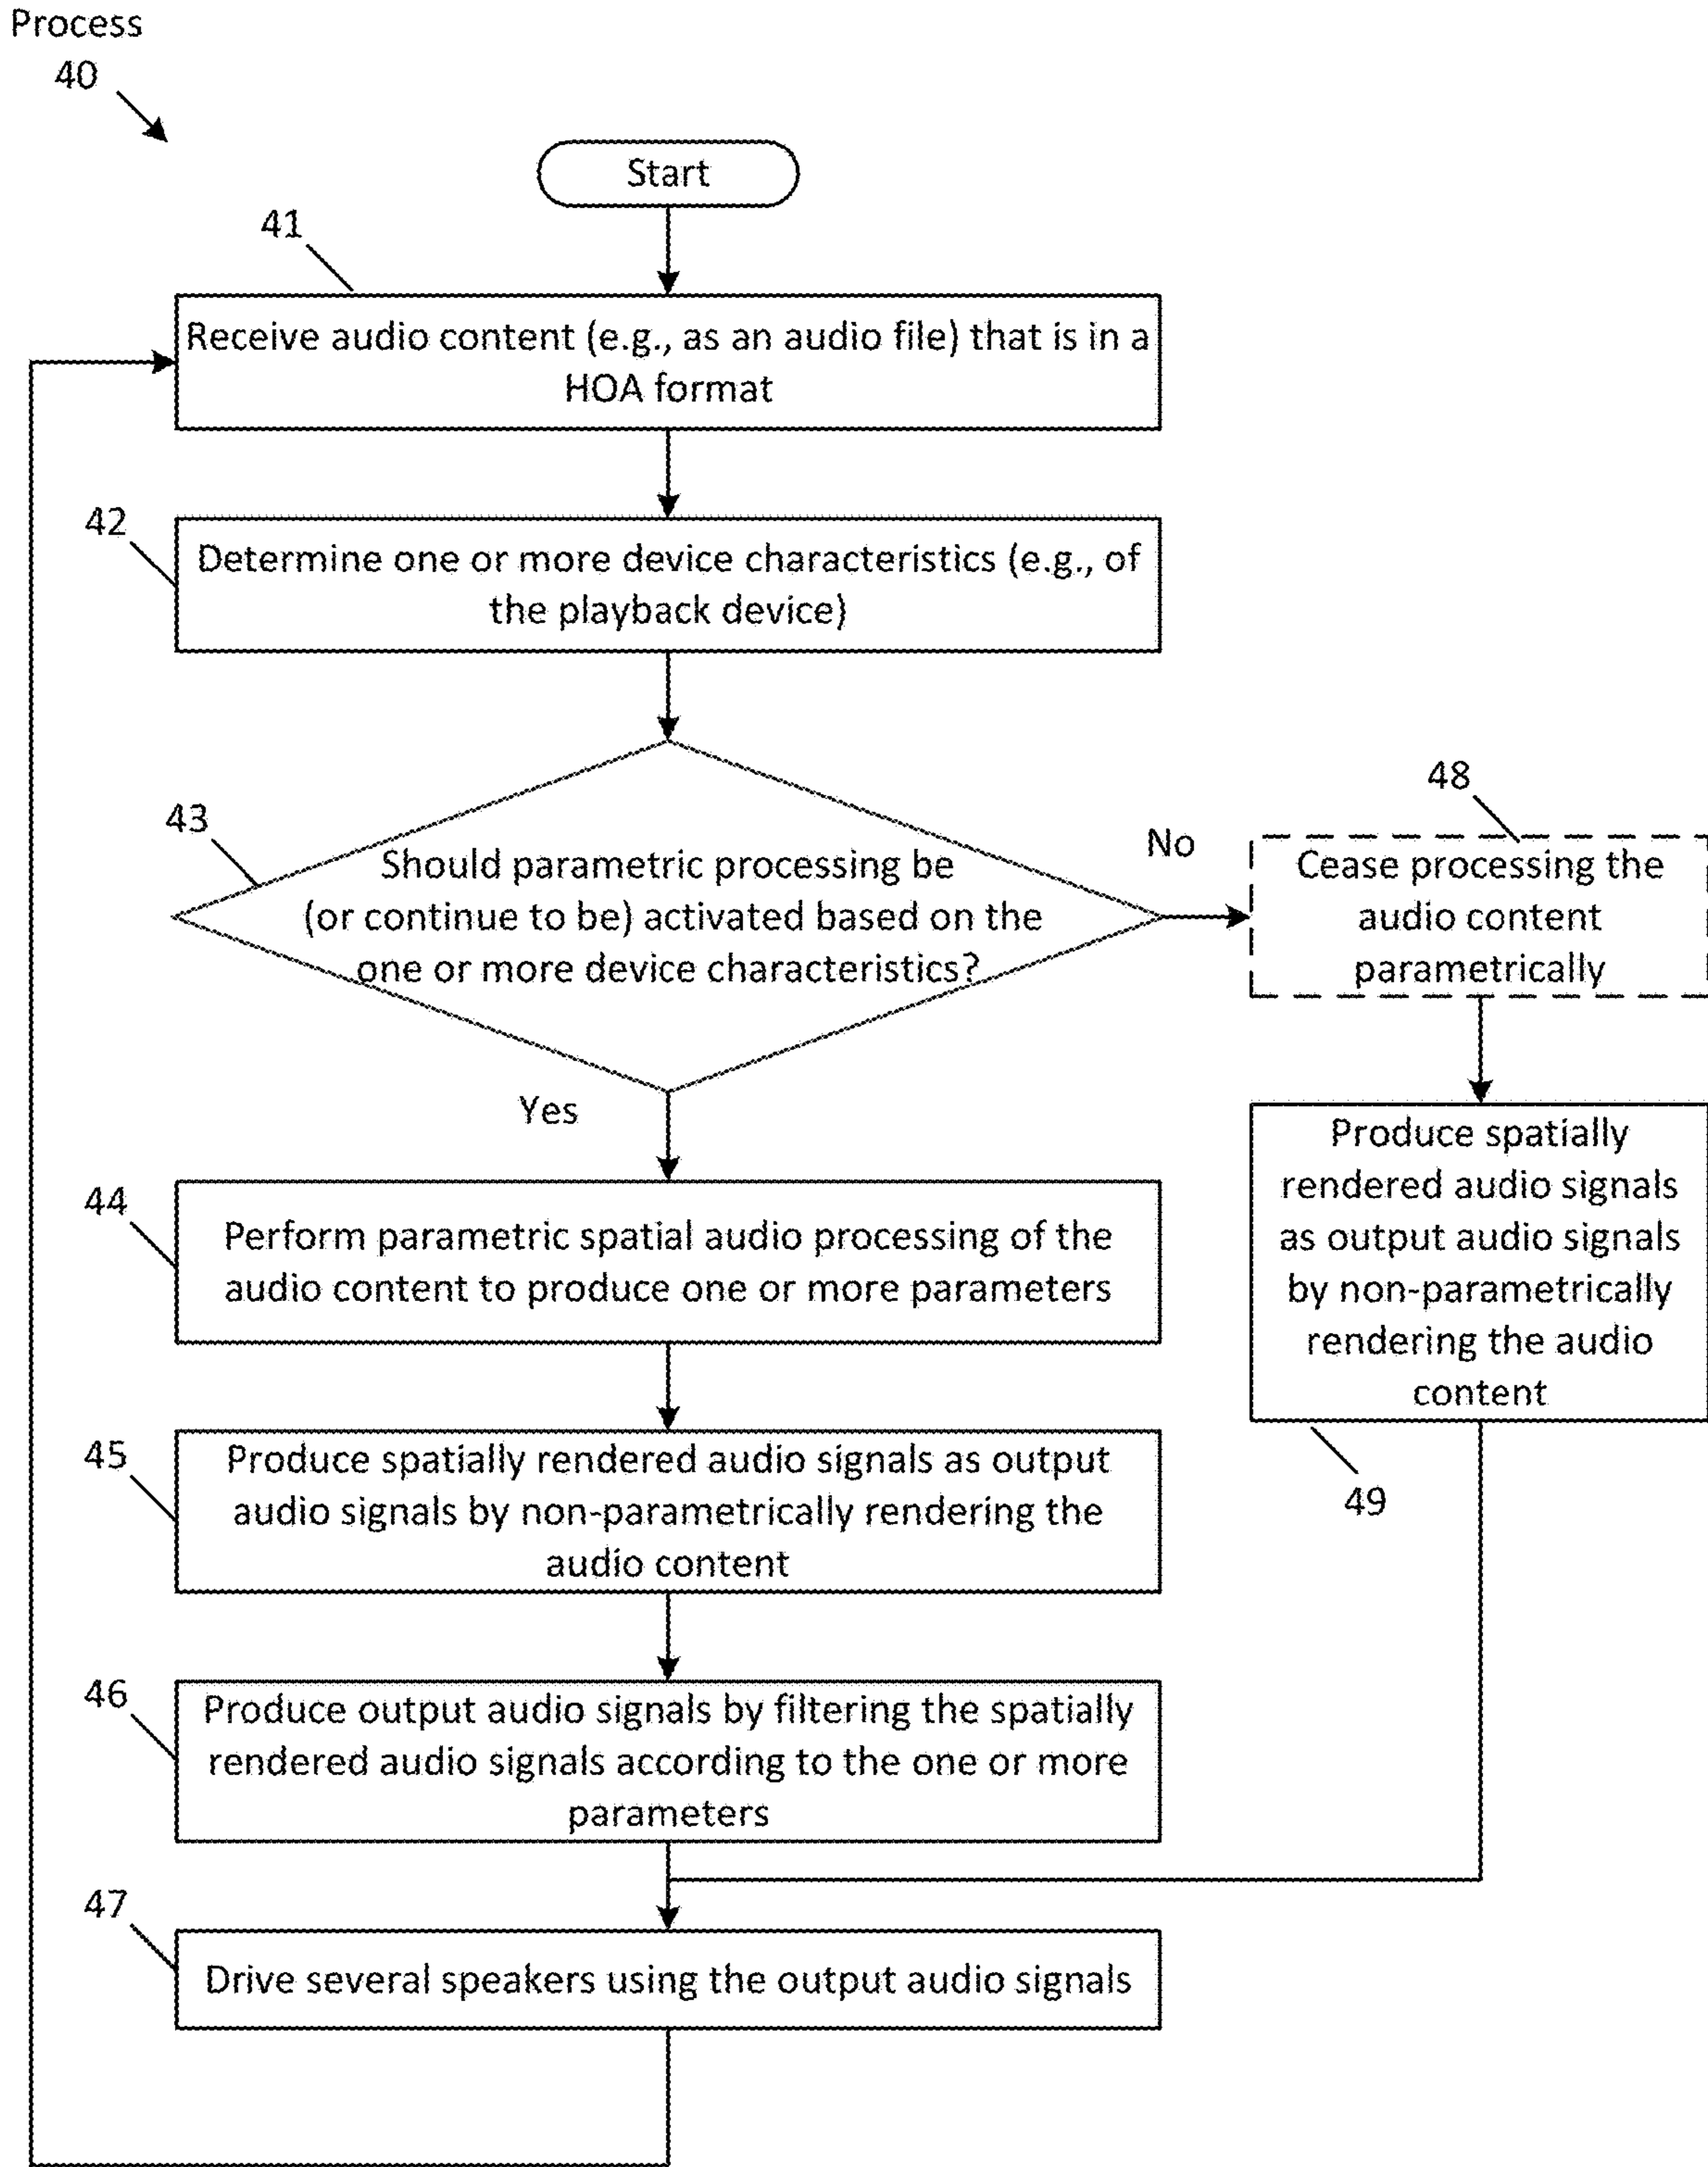 Process
40
Start
41
Receive audio content (e.g., as an audio file) that is in a
HOA format
42
Determine one or more device characteristics (e.g., of
the playback device)
43
Should parametric processing be
(or continue to be) activated based on the
one or more device characteristics?
No
48
Cease processing the
audio content
parametrically
Yes
Produce spatially
rendered audio signals
as output audio signals
by non-parametrically
rendering the audio
content
49
44
Perform parametric spatial audio processing of the
audio content to produce one or more parameters
45
Produce spatially rendered audio signals as output
audio signals by non-parametrically rendering the
audio content
46
Produce output audio signals by filtering the spatially
rendered audio signals according to the one or more
parameters
47
Drive several speakers using the output audio signals